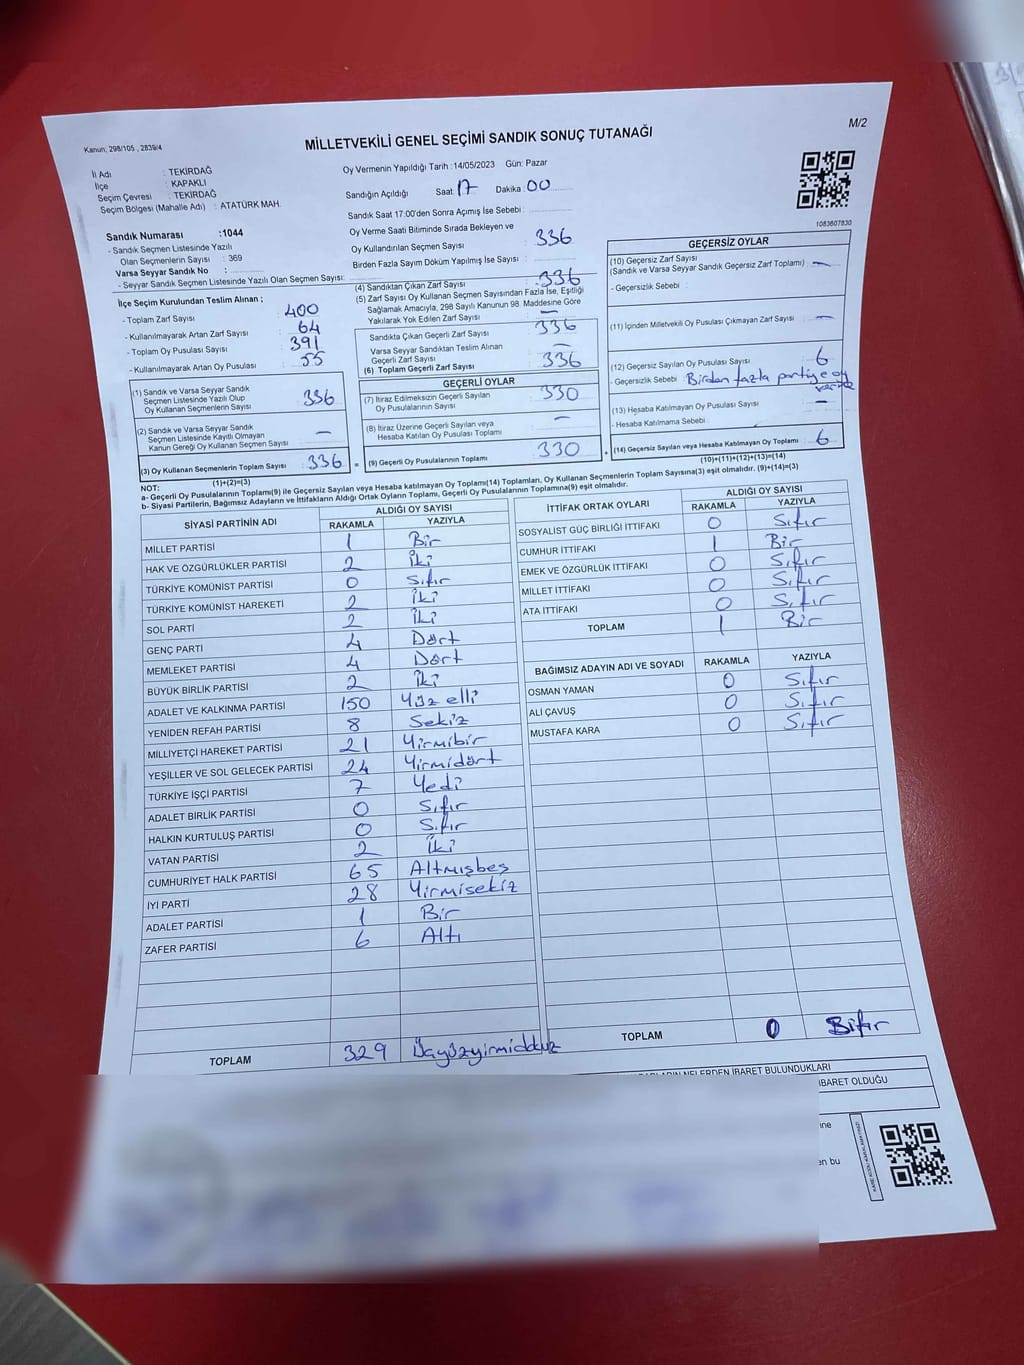 M/2
Kanun: 298/105 , 2839/4
MİLLETVEKİLİ GENEL SEÇİMİ SANDIK SONUÇ TUTANAĞI
İl Adı : TEKİRDAĞ
İlçe : KAPAKLI
Seçim Çevresi : TEKİRDAĞ
Seçim Bölgesi (Mahalle Adı) : ATATÜRK MAH.
Oy Vermenin Yapıldığı Tarih : 14/05/2023 Gün: Pazar
Sandığın Açıldığı Saat 17 Dakika : 00
Sandık Saat 17:00'den Sonra Açılmış İse Sebebi :
Oy Verme Saati Bitiminde Sırada Bekleyen ve
Oy Kullandırılan Seçmen Sayısı : 336
Birden Fazla Sayım Döküm Yapılmış İse Sayısı :
1083607830
Sandık Numarası :1044
- Sandık Seçmen Listesinde Yazılı
Olan Seçmenlerin Sayısı : 369
Varsa Seyyar Sandık No :
- Seyyar Sandık Seçmen Listesinde Yazılı Olan Seçmen Sayısı:
İlçe Seçim Kurulundan Teslim Alınan ;
- Toplam Zarf Sayısı : 400
- Kullanılmayarak Artan Zarf Sayısı : 64
- Toplam Oy Pusulası Sayısı : 391
- Kullanılmayarak Artan Oy Pusulası : 55
(1) Sandık ve Varsa Seyyar Sandık
Seçmen Listesinde Yazılı Olup
Oy Kullanan Seçmenlerin Sayısı : 336
(2) Sandık ve Varsa Seyyar Sandık
Seçmen Listesinde Kayıtlı Olmayan
Kanun Gereği Oy Kullanan Seçmen Sayısı : —
(3) Oy Kullanan Seçmenlerin Toplam Sayısı : 336
(1)+(2)=(3)
(4) Sandıktan Çıkan Zarf Sayısı : 336
(5) Zarf Sayısı Oy Kullanan Seçmen Sayısından Fazla İse, Eşitliği
Sağlamak Amacıyla, 298 Sayılı Kanunun 98. Maddesine Göre
Yakılarak Yok Edilen Zarf Sayısı : —
Sandıkta Çıkan Geçerli Zarf Sayısı : 336
Varsa Seyyar Sandıktan Teslim Alınan
Geçerli Zarf Sayısı : —
(6) Toplam Geçerli Zarf Sayısı : 336
GEÇERLİ OYLAR
(7) İtiraz Edilmeksizin Geçerli Sayılan
Oy Pusulalarının Sayısı : 330
(8) İtiraz Üzerine Geçerli Sayılan veya
Hesaba Katılan Oy Pusulası Toplamı : —
= (9) Geçerli Oy Pusulalarının Toplamı : 330
GEÇERSİZ OYLAR
(10) Geçersiz Zarf Sayısı
(Sandık ve Varsa Seyyar Sandık Geçersiz Zarf Toplamı) : —
- Geçersizlik Sebebi :
(11) İçinden Milletvekili Oy Pusulası Çıkmayan Zarf Sayısı : —
(12) Geçersiz Sayılan Oy Pusulası Sayısı : 6
- Geçersizlik Sebebi : Birden fazla partiye oy
(13) Hesaba Katılmayan Oy Pusulası Sayısı : —
- Hesaba Katılmama Sebebi :
+ (14) Geçersiz Sayılan veya Hesaba Katılmayan Oy Toplamı : 6
(10)+(11)+(12)+(13)=(14)
NOT:
a- Geçerli Oy Pusulalarının Toplamı(9) ile Geçersiz Sayılan veya Hesaba Katılmayan Oy Toplamı(14) Toplamları, Oy Kullanan Seçmenlerin Toplam Sayısına(3) eşit olmalıdır. (9)+(14)=(3)
b- Siyasi Partilerin, Bağımsız Adayların ve İttifakların Aldığı Ortak Oyların Toplamı, Geçerli Oy Pusulalarının Toplamına(9) eşit olmalıdır.
SİYASİ PARTİNİN ADI ALDIĞI OY SAYISI
RAKAMLA YAZIYLA
MİLLET PARTİSİ 1 Bir
HAK VE ÖZGÜRLÜKLER PARTİSİ 2 İki
TÜRKİYE KOMÜNİST PARTİSİ 0 Sıfır
TÜRKİYE KOMÜNİST HAREKETİ 2 İki
SOL PARTİ 2 İki
GENÇ PARTİ 4 Dört
MEMLEKET PARTİSİ 4 Dört
BÜYÜK BİRLİK PARTİSİ 2 İki
ADALET VE KALKINMA PARTİSİ 150 Yüz elli
YENİDEN REFAH PARTİSİ 8 Sekiz
MİLLİYETÇİ HAREKET PARTİSİ 21 Yirmibir
YEŞİLLER VE SOL GELECEK PARTİSİ 24 Yirmidört
TÜRKİYE İŞÇİ PARTİSİ 7 Yedi
ADALET BİRLİK PARTİSİ 0 Sıfır
HALKIN KURTULUŞ PARTİSİ 0 Sıfır
VATAN PARTİSİ 2 İki
CUMHURİYET HALK PARTİSİ 65 Altmışbeş
İYİ PARTİ 28 Yirmisekiz
ADALET PARTİSİ 1 Bir
ZAFER PARTİSİ 6 Altı
TOPLAM 329
İTTİFAK ORTAK OYLARI ALDIĞI OY SAYISI
RAKAMLA YAZIYLA
SOSYALİST GÜÇ BİRLİĞİ İTTİFAKI 0 Sıfır
CUMHUR İTTİFAKI 1 Bir
EMEK VE ÖZGÜRLÜK İTTİFAKI 0 Sıfır
MİLLET İTTİFAKI 0 Sıfır
ATA İTTİFAKI 0 Sıfır
TOPLAM 1 Bir
BAĞIMSIZ ADAYIN ADI VE SOYADI RAKAMLA YAZIYLA
OSMAN YAMAN 0 Sıfır
ALİ ÇAVUŞ 0 Sıfır
MUSTAFA KARA 0 Sıfır
TOPLAM 0
NELERDEN İBARET BULUNDUKLARI
İBARET OLDUĞU